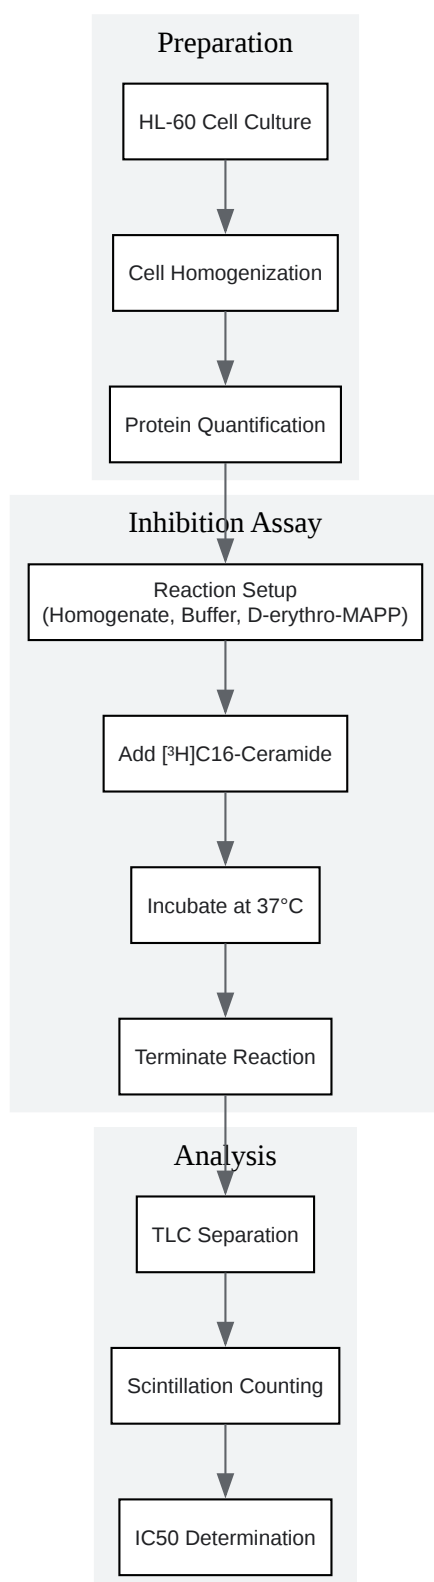 Preparation
HL-60 Cell Culture
Cell Homogenization
Protein Quantification
Inhibition Assay
Reaction Setup
(Homogenate, Buffer, D-erythro-MAPP)
Add [³H]C16-Ceramide
Incubate at 37°C
Terminate Reaction
Analysis
TLC Separation
Scintillation Counting
IC50 Determination